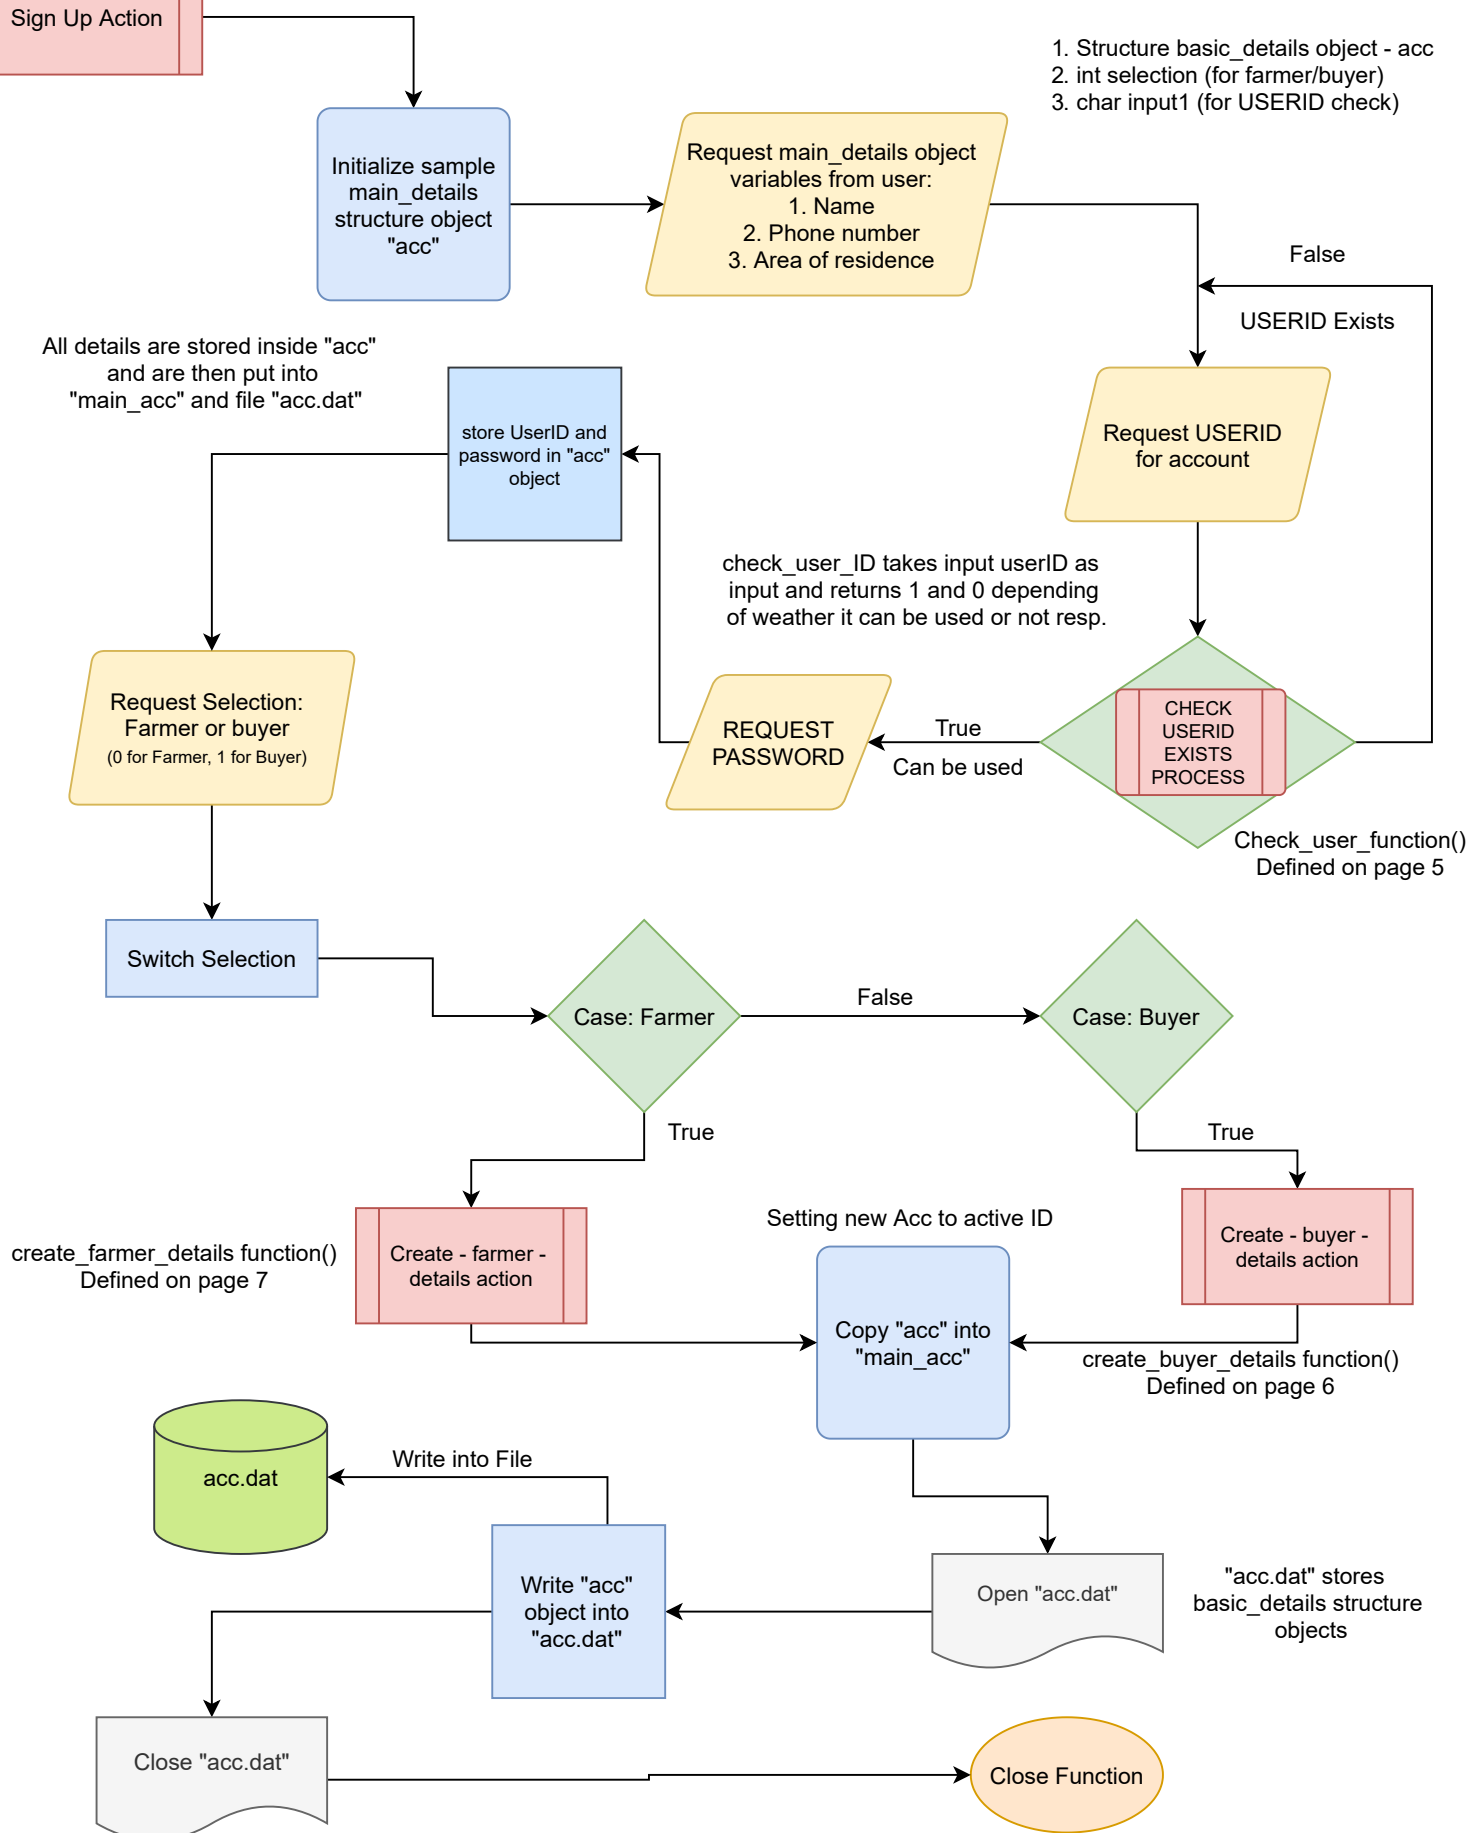 Sign Up Action
1. Structure basic_details object - acc
2. int selection (for farmer/buyer)
3. char input1 (for USERID check)
Initialize sample
main_details
structure object
"acc"
Request main_details object
variables from user:
1. Name
2. Phone number
3. Area of residence
False
USERID Exists
All details are stored inside "acc"
and are then put into
"main_acc" and file "acc.dat"
store UserID and
password in "acc"
object
Request USERID
for account
check_user_ID takes input userID as
input and returns 1 and 0 depending
of weather it can be used or not resp.
Request Selection:
Farmer or buyer
(0 for Farmer, 1 for Buyer)
REQUEST
PASSWORD
True
Can be used
CHECK
USERID
EXISTS
PROCESS
Check_user_function()
Defined on page 5
Switch Selection
Case: Farmer
False
Case: Buyer
True
True
create_farmer_details function()
Defined on page 7
Create - farmer -
details action
Setting new Acc to active ID
Copy "acc" into
"main_acc"
Create - buyer -
details action
create_buyer_details function()
Defined on page 6
acc.dat
Write into File
Write "acc"
object into
"acc.dat"
Open "acc.dat"
"acc.dat" stores
basic_details structure
objects
Close "acc.dat"
Close Function